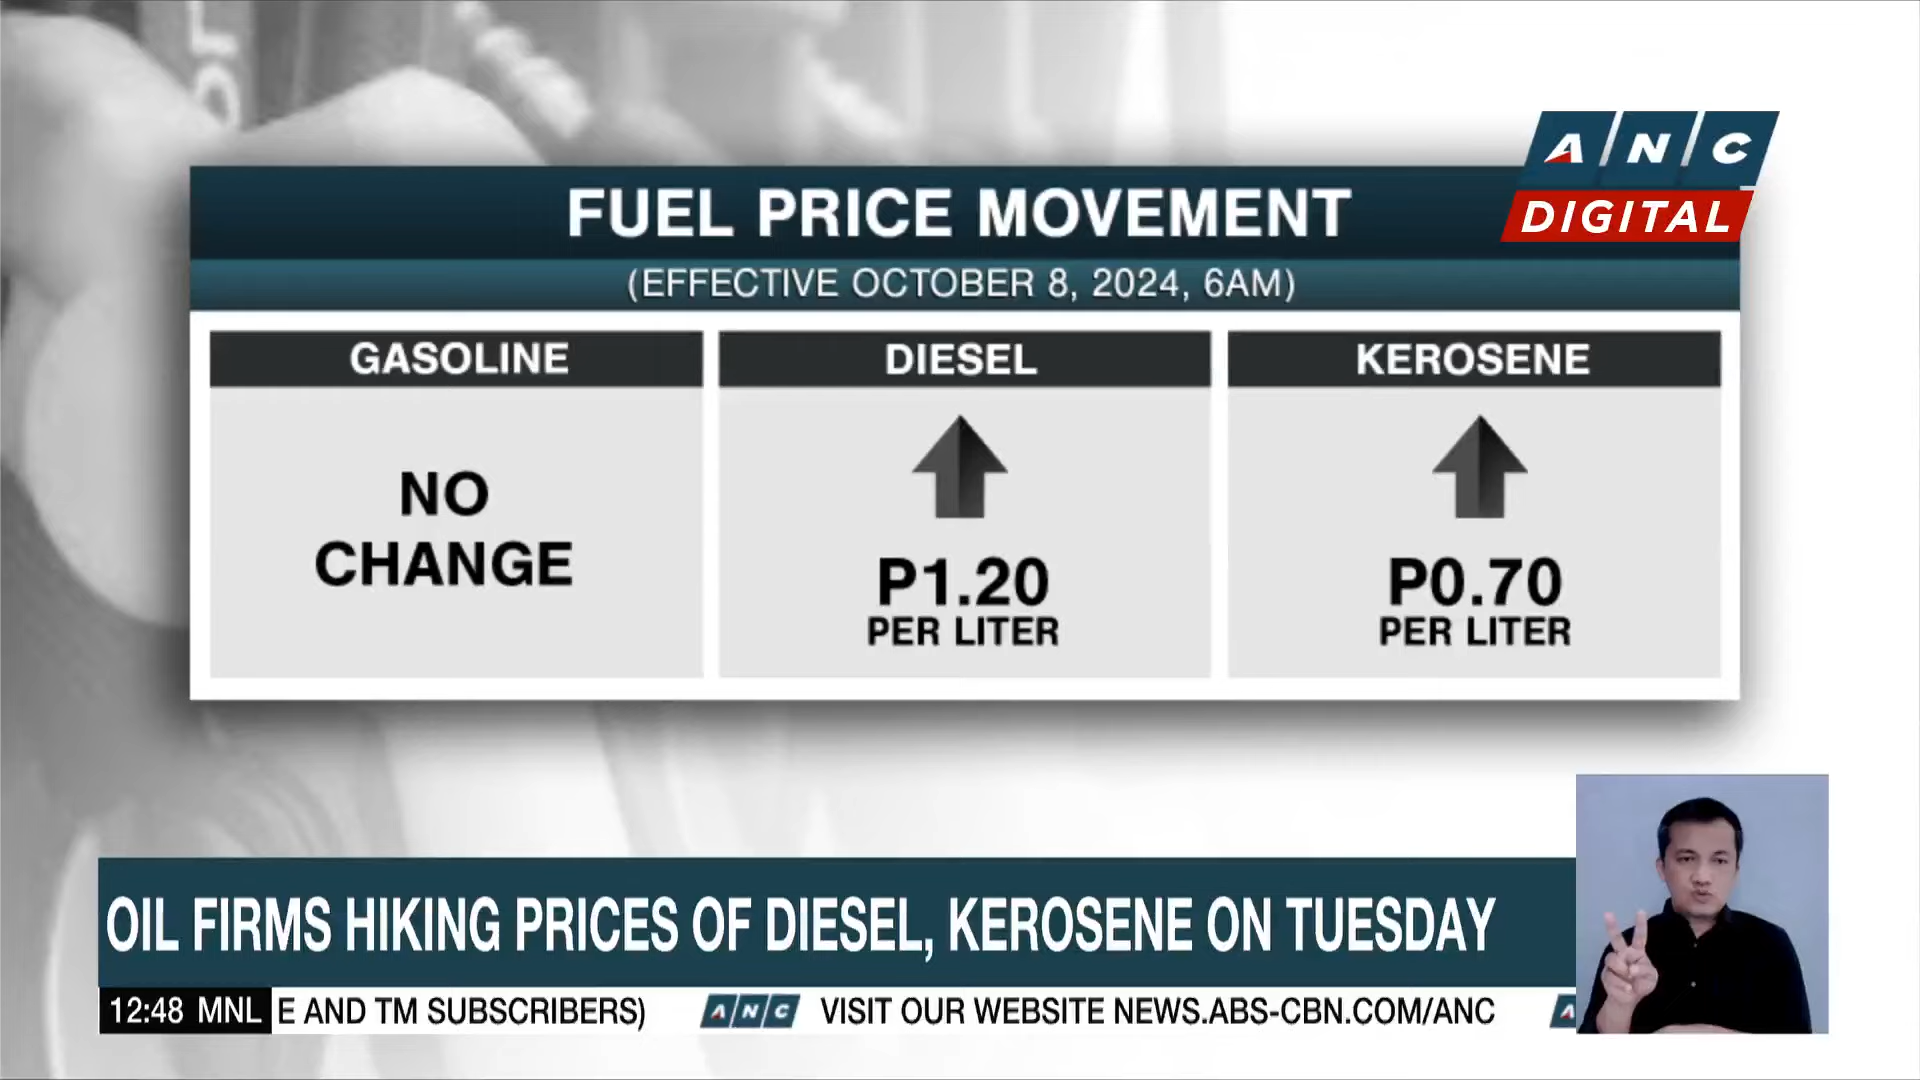 ANC
DIGITAL
FUEL PRICE MOVEMENT
(EFFECTIVE OCTOBER 8, 2024, 6AM)
GASOLINE
NO
CHANGE
DIESEL
P1.20
PER LITER
KEROSENE
P0.70
PER LITER
OIL FIRMS HIKING PRICES OF DIESEL, KEROSENE ON TUESDAY
12:48 MNL E AND TM SUBSCRIBERS) ANC VISIT OUR WEBSITE NEWS.ABS-CBN.COM/ANC A